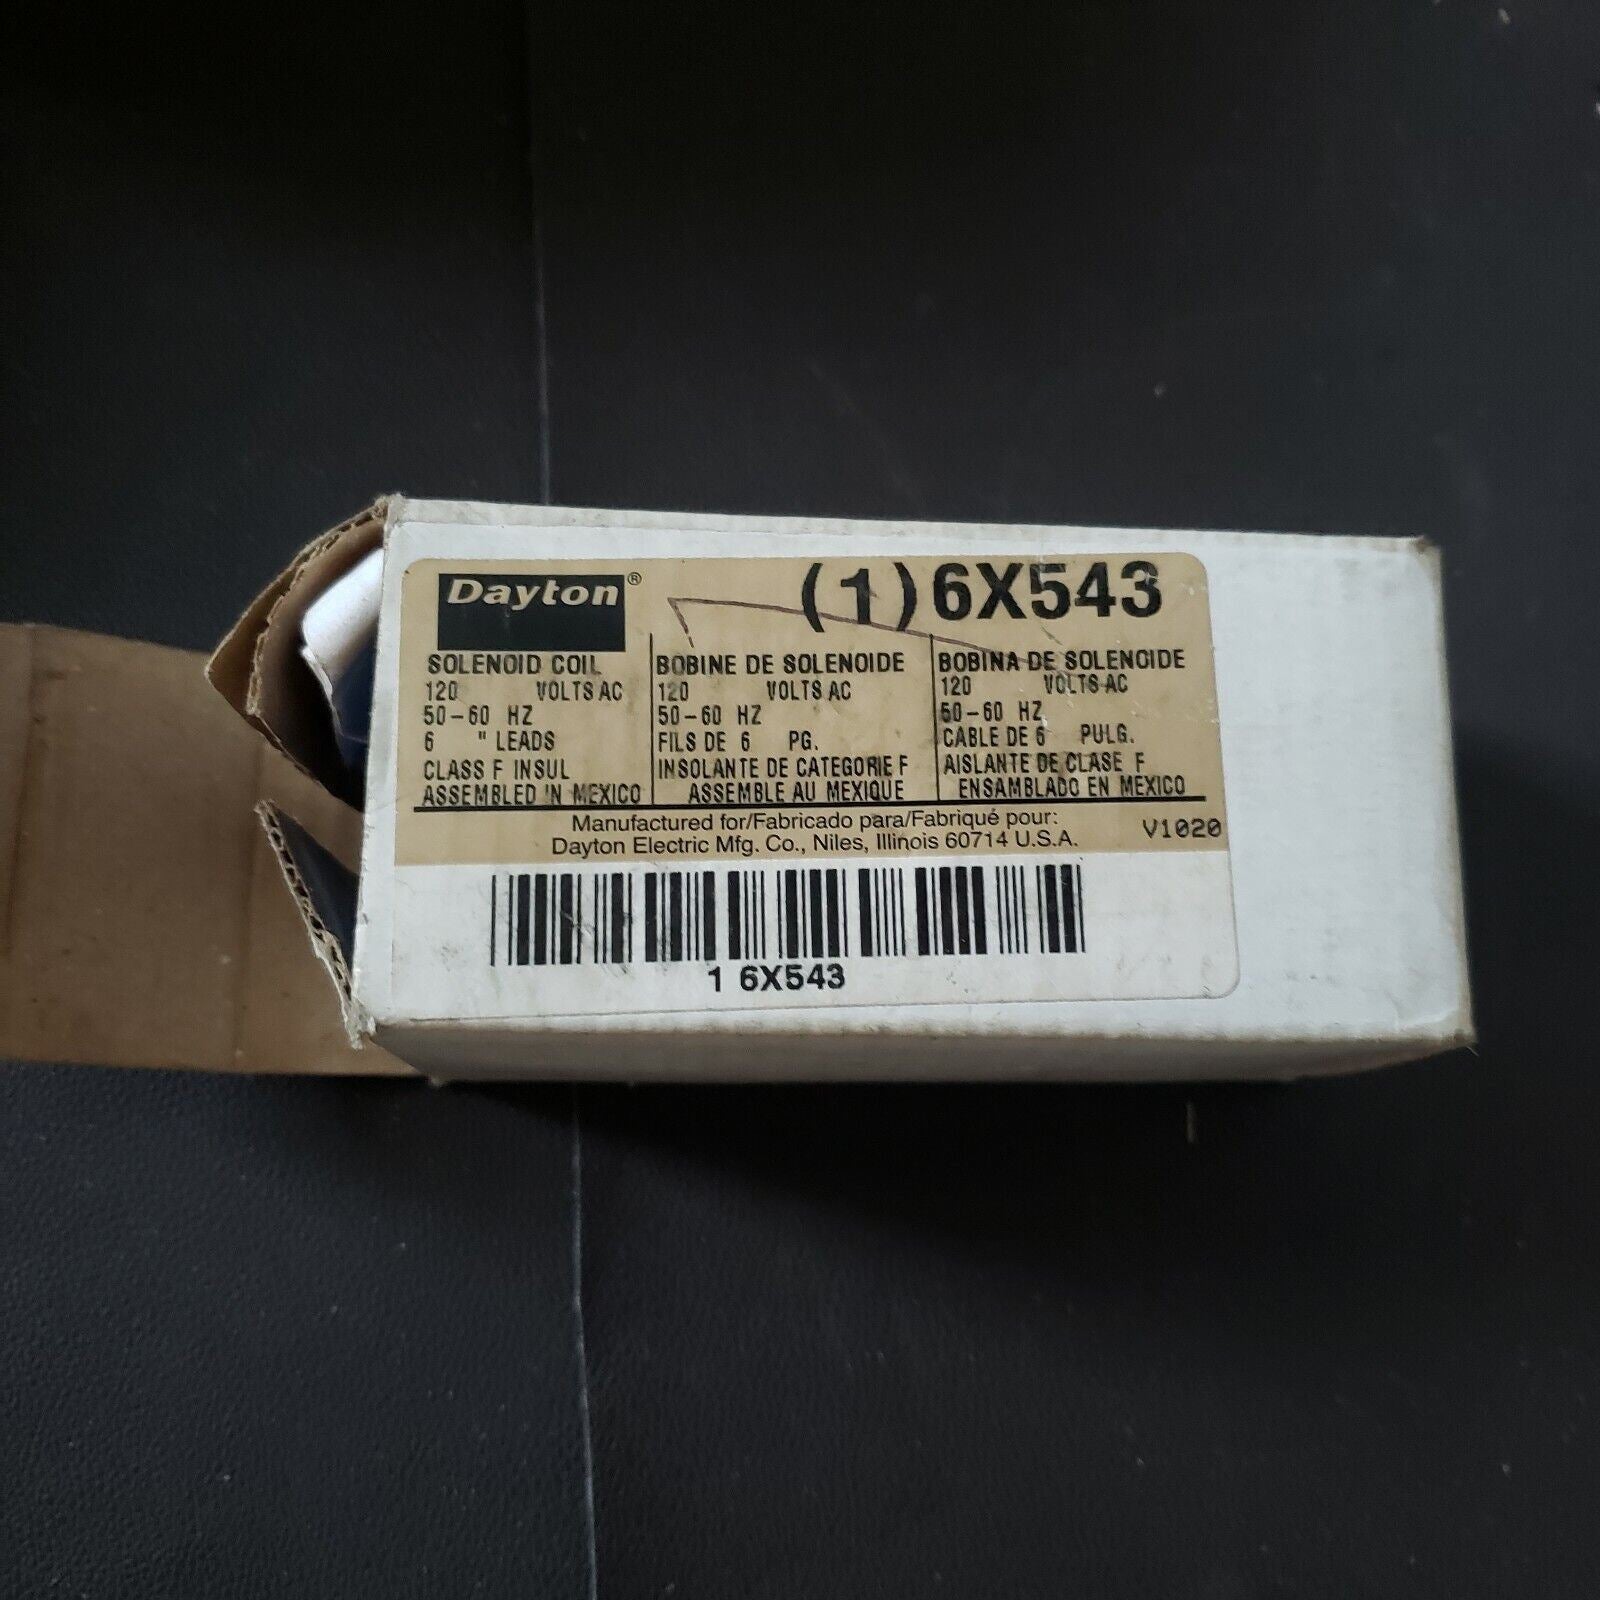 Dayton®
(1) 6X543
SOLENOID COIL
120 VOLTS AC
50-60 HZ
6 " LEADS
CLASS F INSUL
ASSEMBLED IN MEXICO
BOBINE DE SOLENOIDE
120 VOLTS AC
50-60 HZ
FILS DE 6 PG.
INSOLANTE DE CATEGORIE F
ASSEMBLE AU MEXIQUE
BOBINA DE SOLENOIDE
120 VOLTS AC
50-60 HZ
CABLE DE 6 PULG.
AISLANTE DE CLASE F
ENSAMBLADO EN MEXICO
Manufactured for/Fabricado para/Fabriqué pour:
Dayton Electric Mfg. Co., Niles, Illinois 60714 U.S.A.
V1020
1 6X543